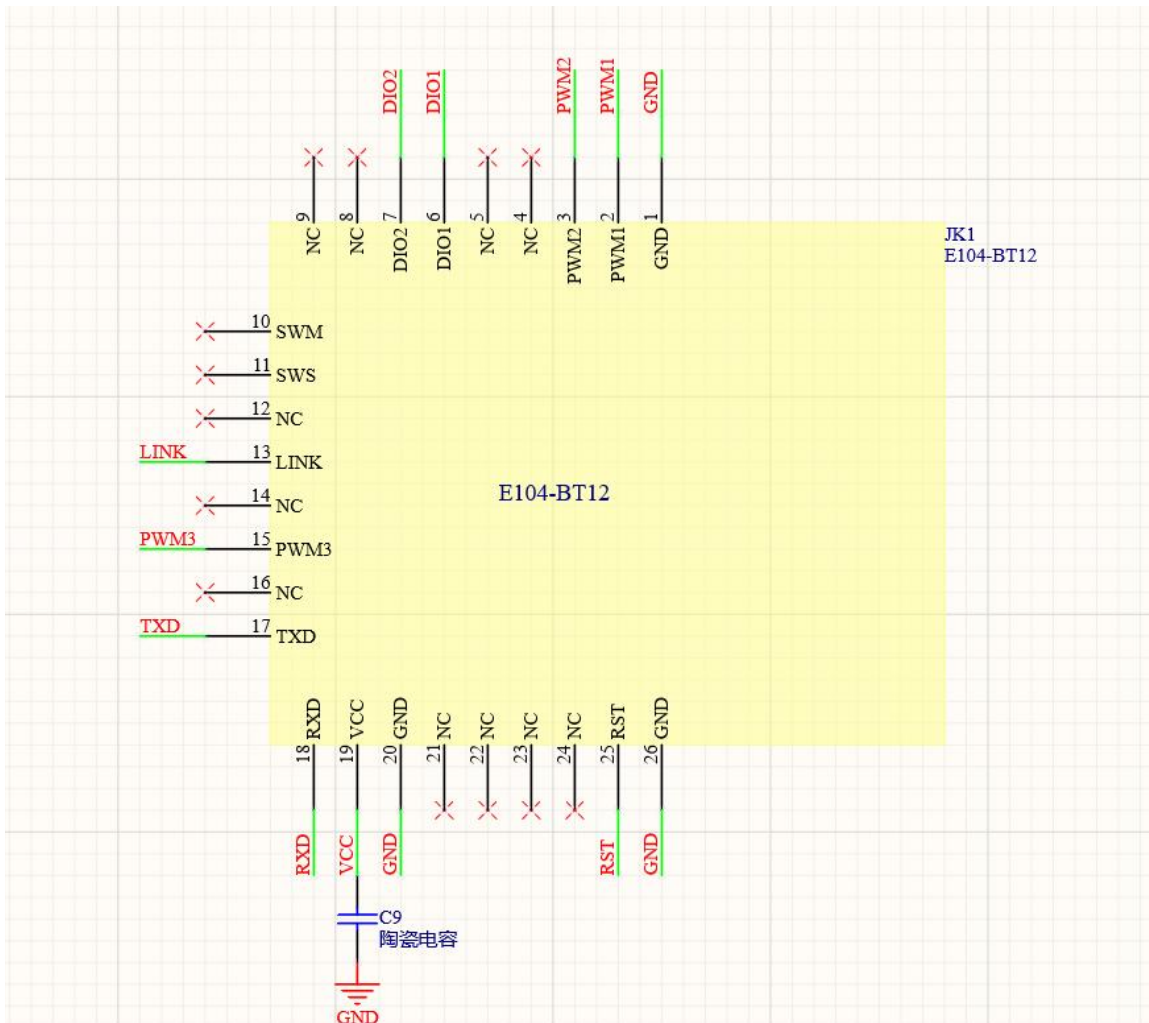 DIO2
DIO1
PWM2
PWM1
GND
9
8
7
6
5
4
3
2
1
NC
NC
DIO2
DIO1
NC
NC
PWM2
PWM1
GND
JK1
E104-BT12
10 SWM
11 SWS
12 NC
LINK 13 LINK
14 NC
E104-BT12
PWM3 15 PWM3
16 NC
TXD 17 TXD
RXD
VCC
GND
NC
NC
NC
NC
RST
GND
18
19
20
21
22
23
24
25
26
RXD
VCC
GND
RST
GND
C9
陶瓷电容
GND